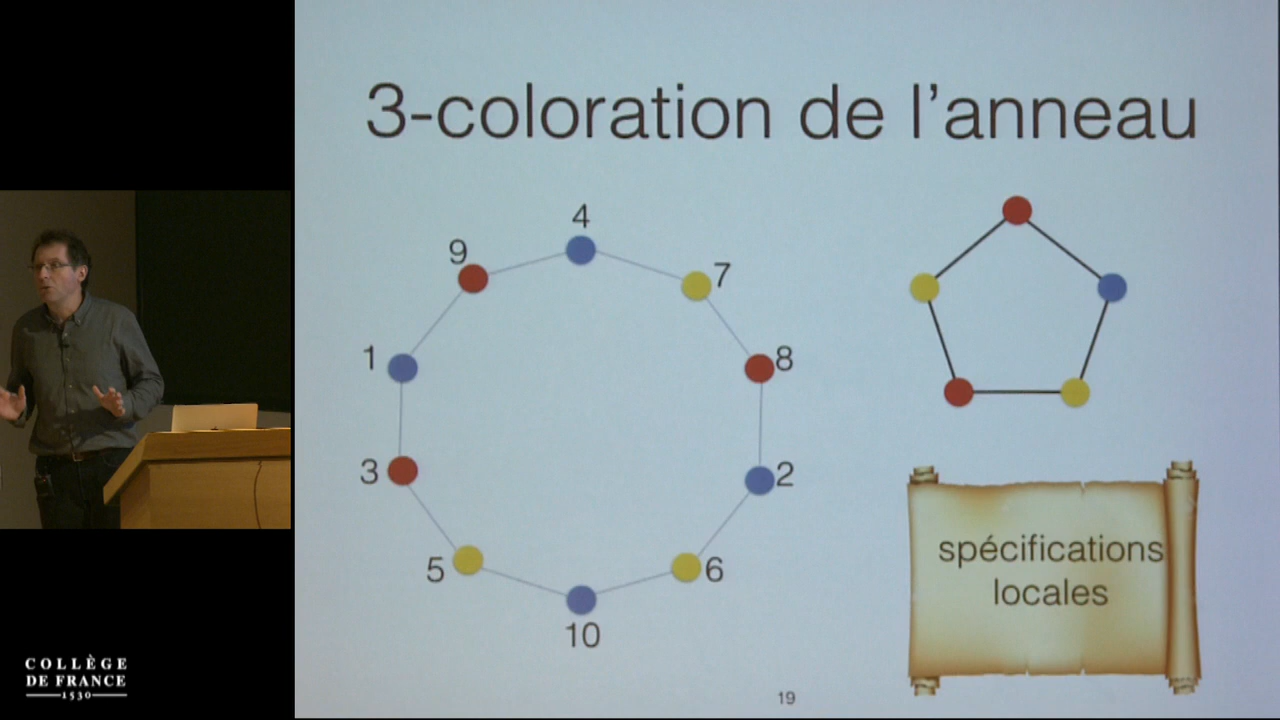 3-coloration de l'anneau
4
9
7
1
8
3
2
5
6
10
spécifications
locales
19
COLLÈGE
DE FRANCE
1530